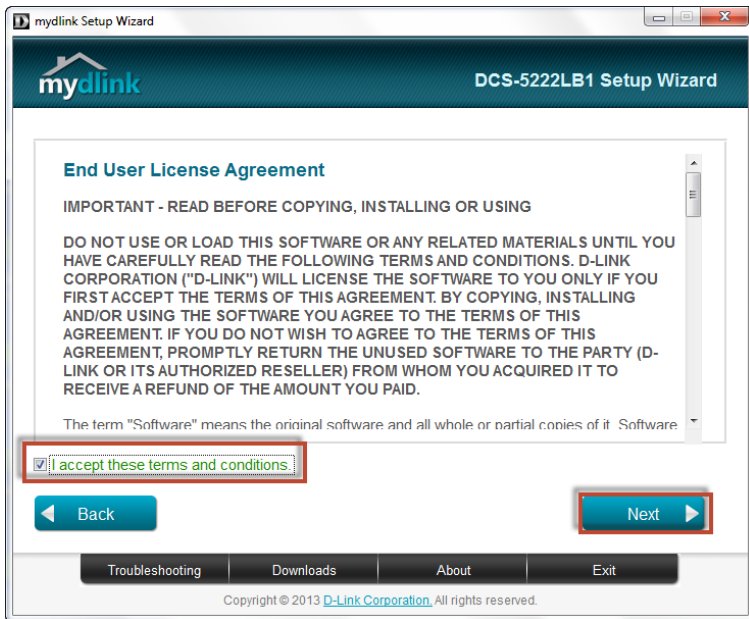 mydlink Setup Wizard
mydlink
DCS-5222LB1 Setup Wizard
End User License Agreement
IMPORTANT - READ BEFORE COPYING, INSTALLING OR USING
DO NOT USE OR LOAD THIS SOFTWARE OR ANY RELATED MATERIALS UNTIL YOU
HAVE CAREFULLY READ THE FOLLOWING TERMS AND CONDITIONS. D-LINK
CORPORATION ("D-LINK") WILL LICENSE THE SOFTWARE TO YOU ONLY IF YOU
FIRST ACCEPT THE TERMS OF THIS AGREEMENT. BY COPYING, INSTALLING
AND/OR USING THE SOFTWARE YOU AGREE TO THE TERMS OF THIS
AGREEMENT. IF YOU DO NOT WISH TO AGREE TO THE TERMS OF THIS
AGREEMENT, PROMPTLY RETURN THE UNUSED SOFTWARE TO THE PARTY (D-
LINK OR ITS AUTHORIZED RESELLER) FROM WHOM YOU ACQUIRED IT TO
RECEIVE A REFUND OF THE AMOUNT YOU PAID.
The term "Software" means the original software and all whole or partial copies of it. Software
I accept these terms and conditions.
Back
Next
Troubleshooting
Downloads
About
Exit
Copyright © 2013 D-Link Corporation. All rights reserved.